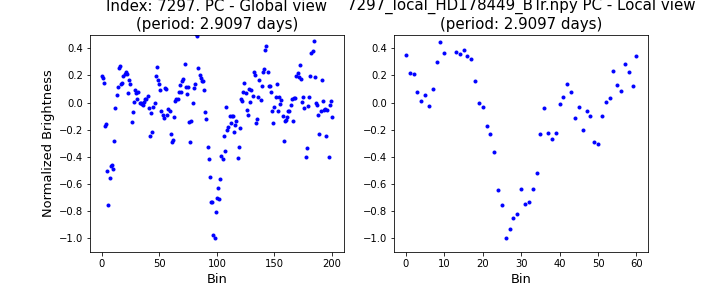 Index: 7297. PC - Global view
(period: 2.9097 days)
7297_local_HD178449_BTr.npy PC - Local view
(period: 2.9097 days)
Normalized Brightness
0.4
0.2
0.0
−0.2
−0.4
−0.6
−0.8
−1.0
0 50 100 150 200
Bin
0.4
0.2
0.0
−0.2
−0.4
−0.6
−0.8
−1.0
0 10 20 30 40 50 60
Bin